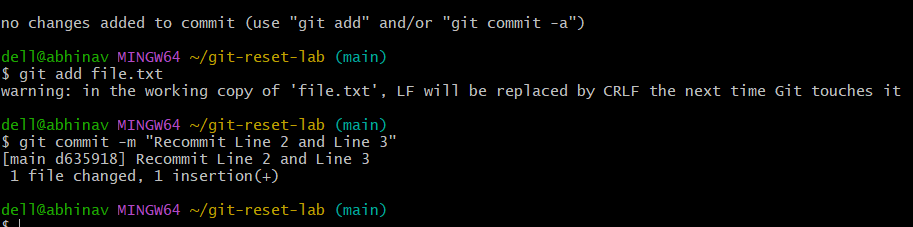 no changes added to commit (use "git add" and/or "git commit -a")
dell@abhinav MINGW64 ~/git-reset-lab (main)
$ git add file.txt
warning: in the working copy of 'file.txt', LF will be replaced by CRLF the next time Git touches it
dell@abhinav MINGW64 ~/git-reset-lab (main)
$ git commit -m "Recommit Line 2 and Line 3"
[main d635918] Recommit Line 2 and Line 3
 1 file changed, 1 insertion(+)
dell@abhinav MINGW64 ~/git-reset-lab (main)
$